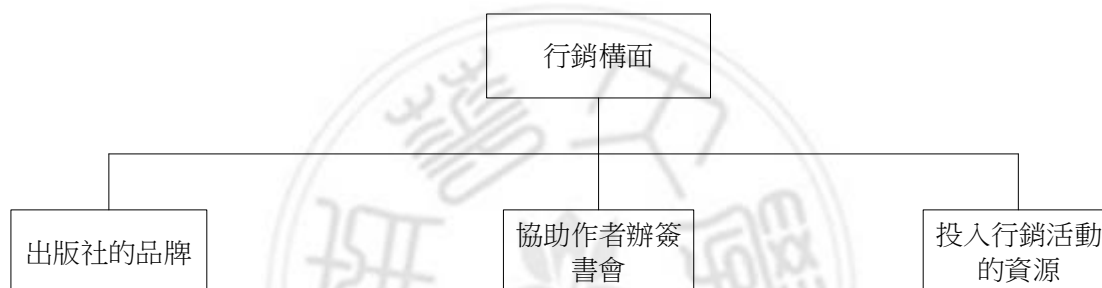 行銷構面
出版社的品牌
協助作者辦簽
書會
投入行銷活動
的資源